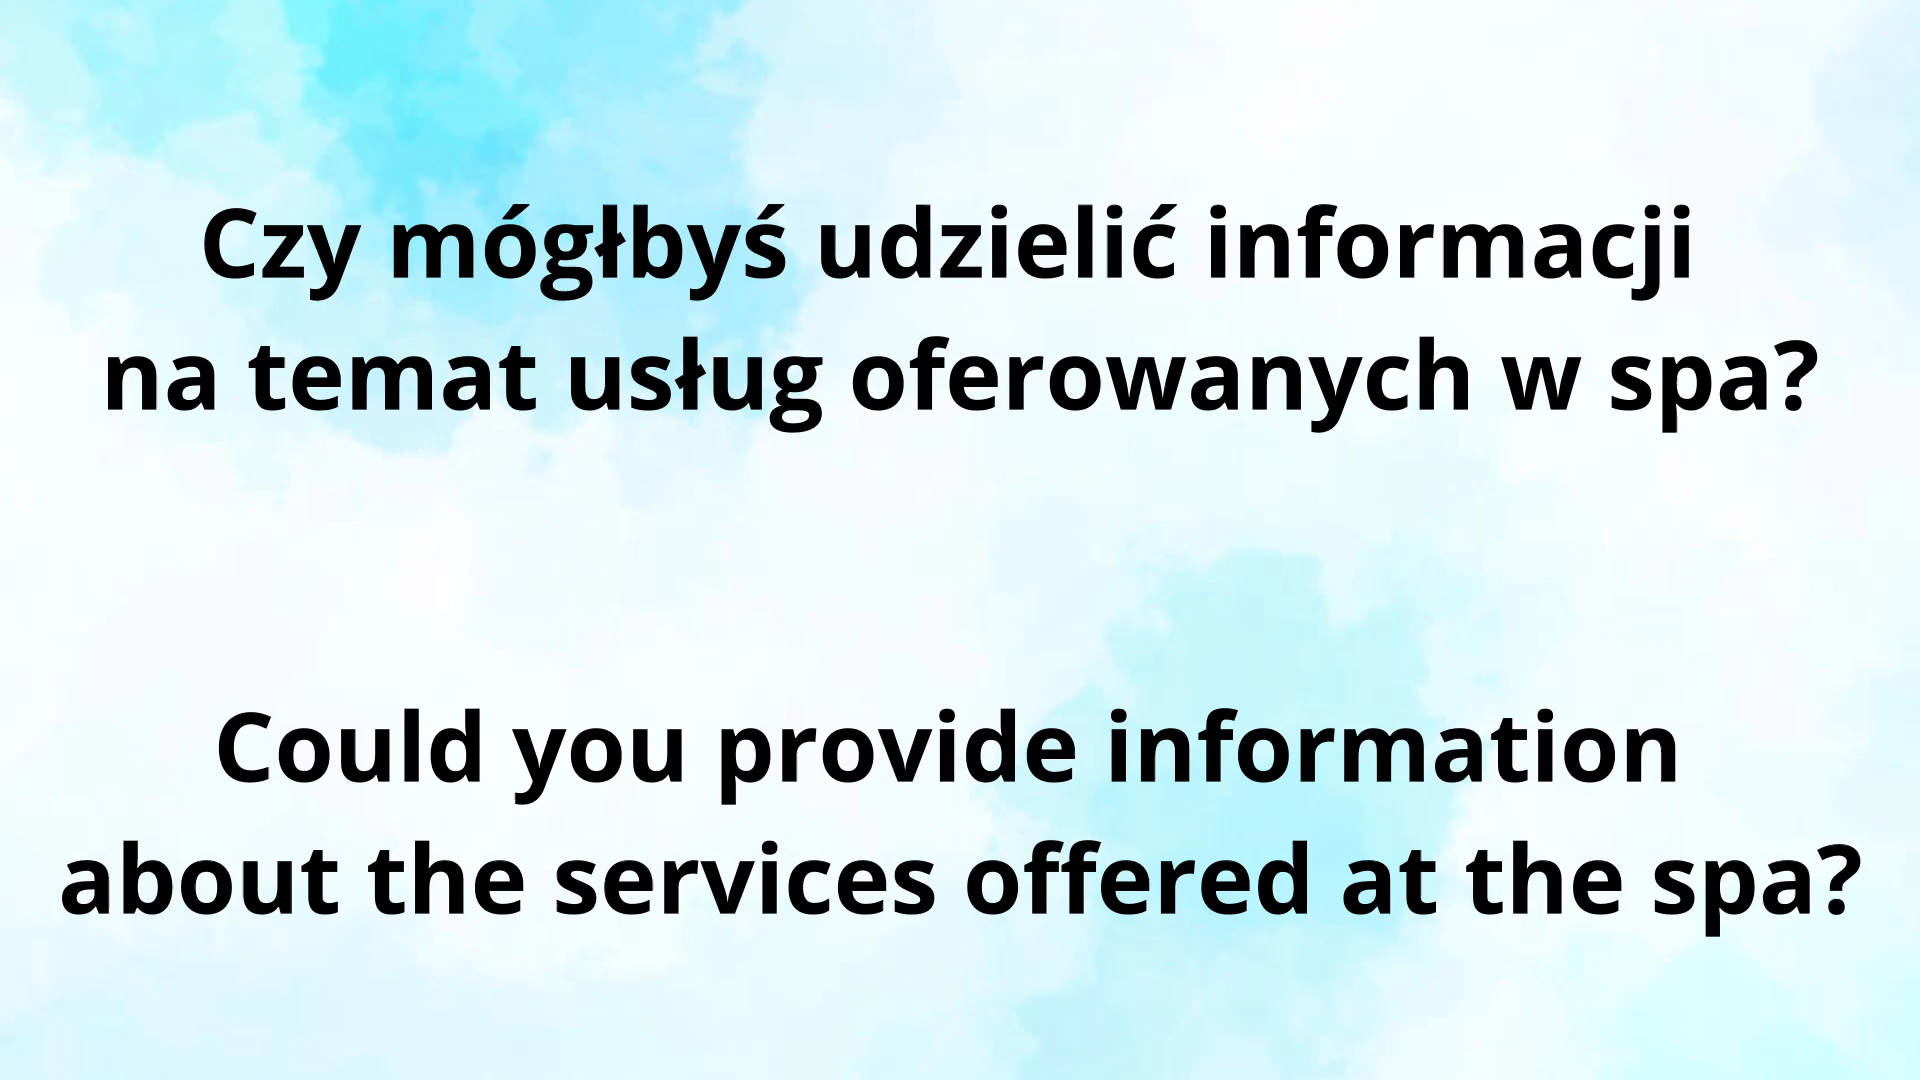 Czy mógłbyś udzielić informacji
na temat usług oferowanych w spa?
Could you provide information
about the services offered at the spa?